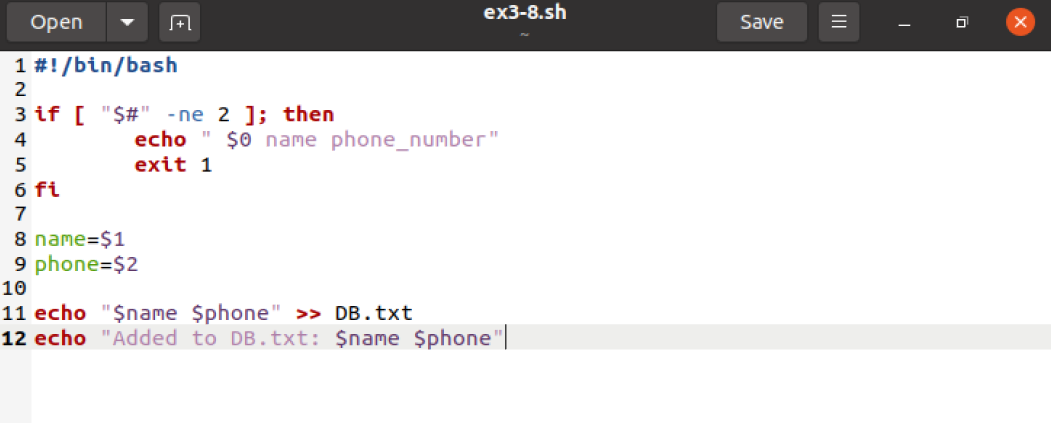 Open
ex3-8.sh
~
Save
1 #!/bin/bash
2
3 if [ "$#" -ne 2 ]; then
4         echo " $0 name phone_number"
5         exit 1
6 fi
7
8 name=$1
9 phone=$2
10
11 echo "$name $phone" >> DB.txt
12 echo "Added to DB.txt: $name $phone"